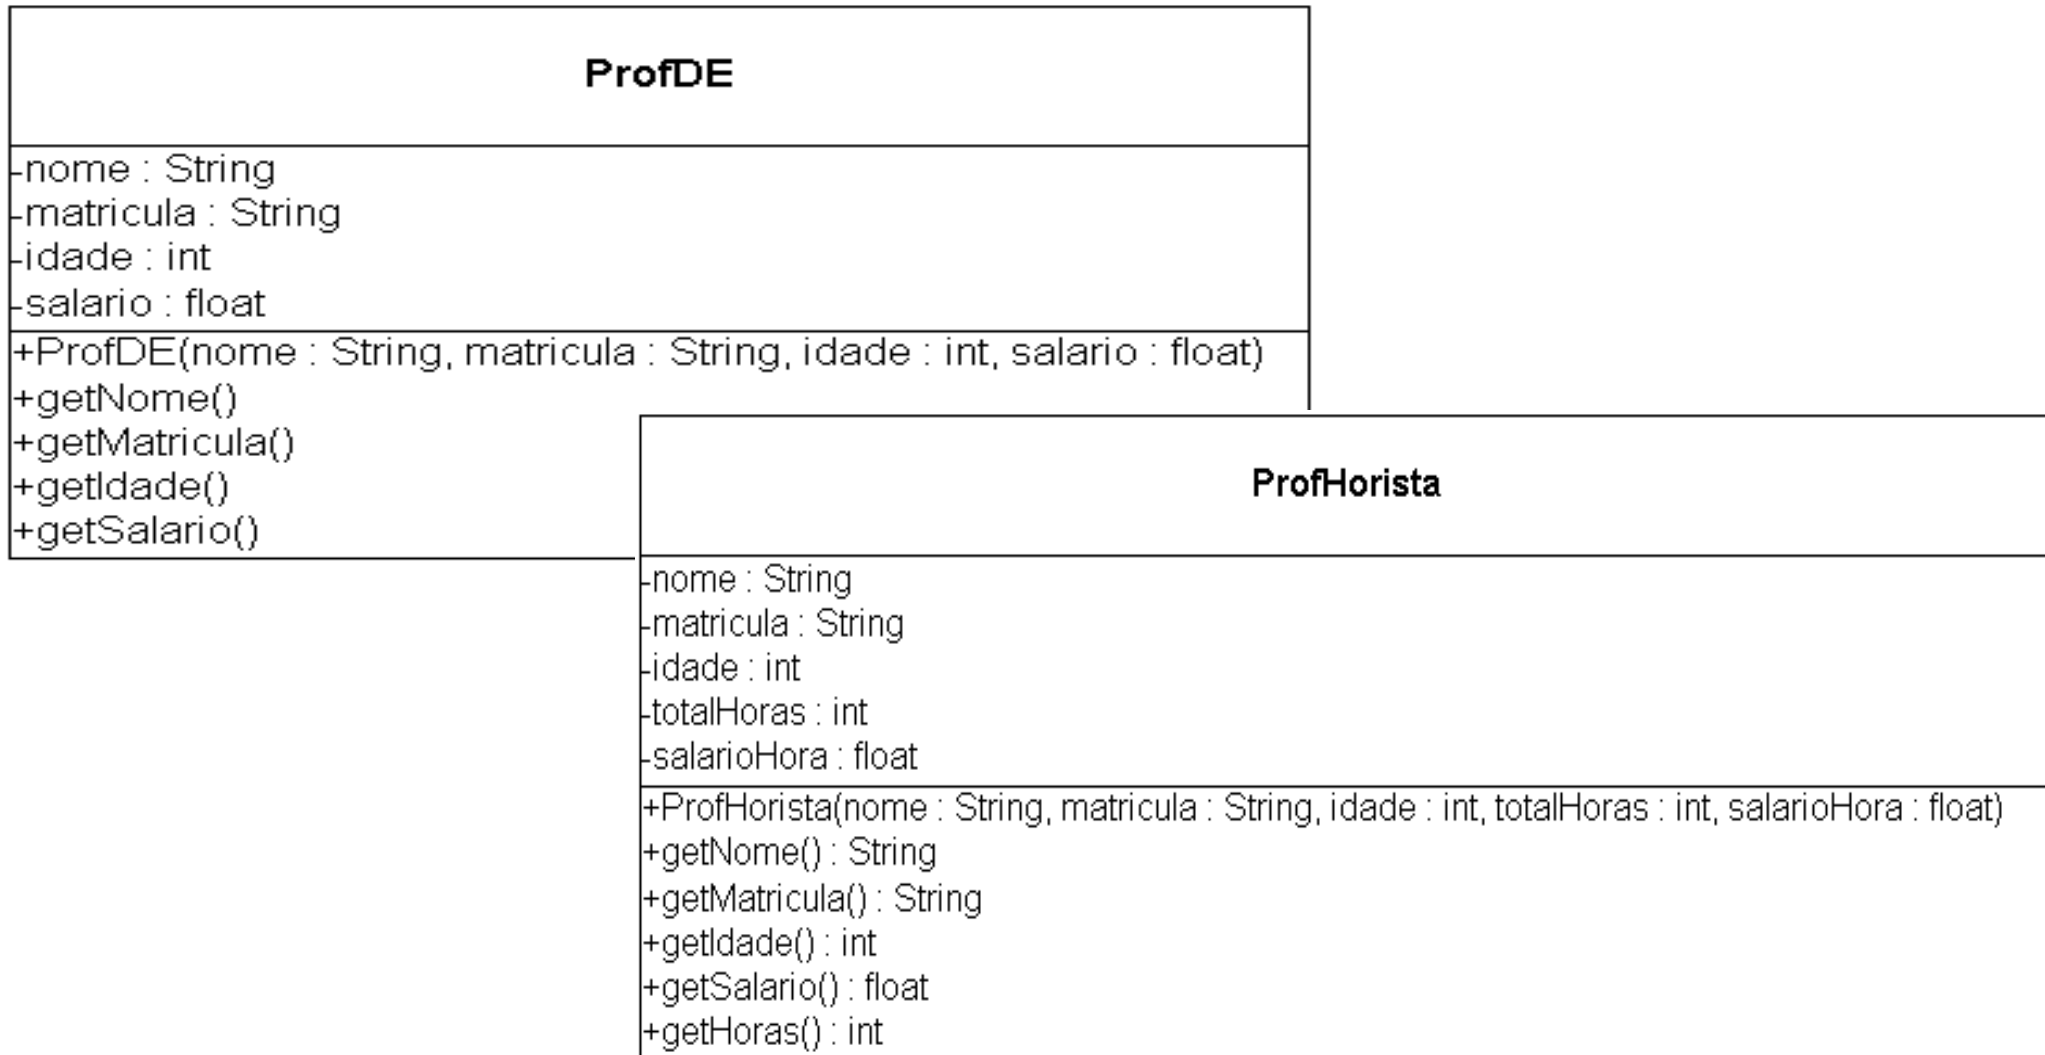 ProfDE
-nome : String
-matricula : String
-idade : int
-salario : float
+ProfDE(nome : String, matricula : String, idade : int, salario : float)
+getNome()
+getMatricula()
+getIdade()
+getSalario()
ProfHorista
-nome : String
-matricula : String
-idade : int
-totalHoras : int
-salarioHora : float
+ProfHorista(nome : String, matricula : String, idade : int, totalHoras : int, salarioHora : float)
+getNome() : String
+getMatricula() : String
+getIdade() : int
+getSalario() : float
+getHoras() : int